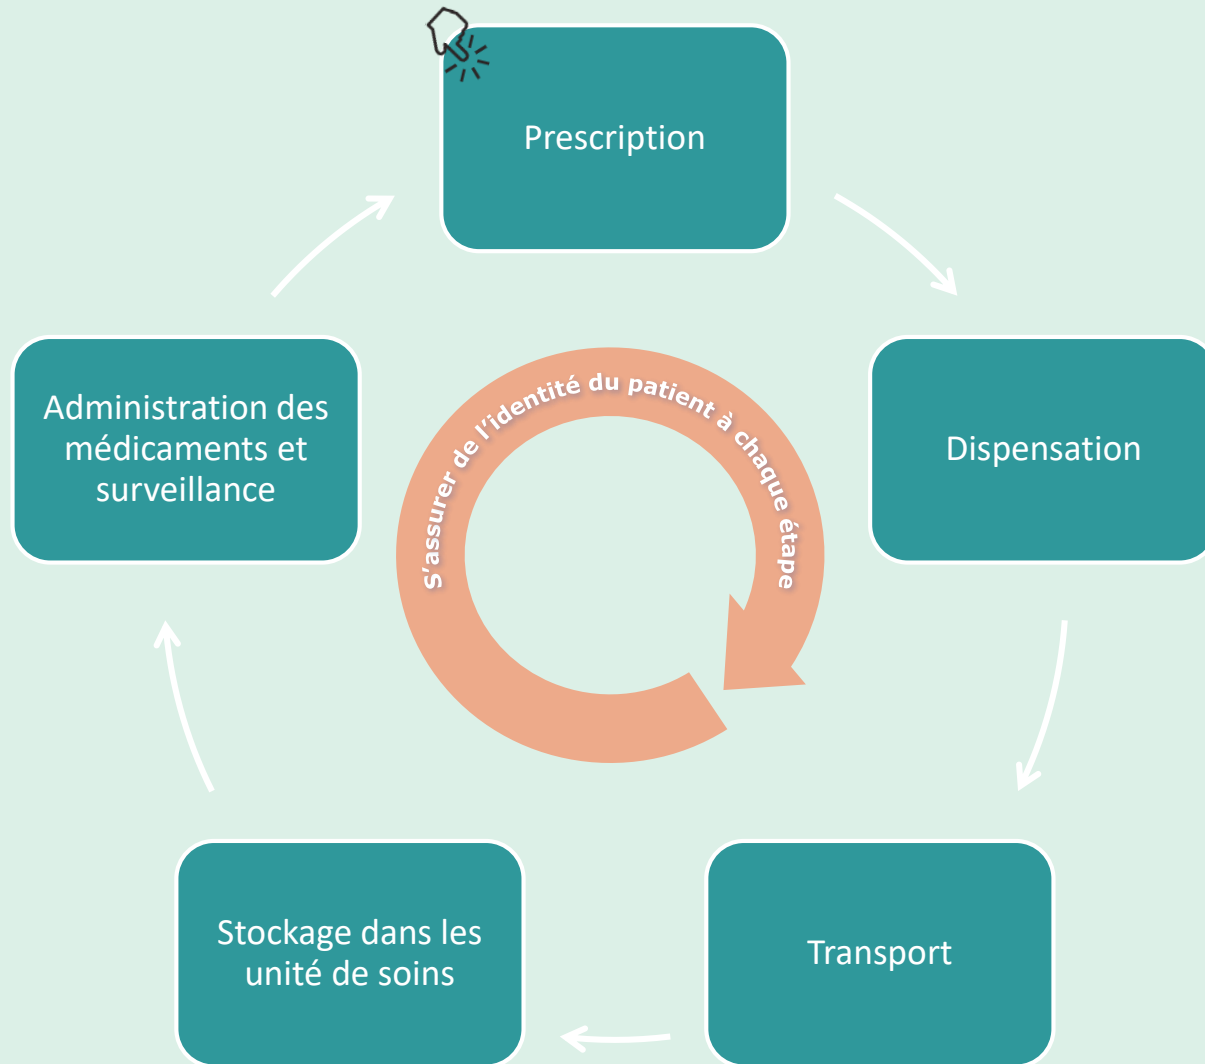 Prescription
Dispensation
Transport
Stockage dans les
unité de soins
Administration des
médicaments et
surveillance
S'assurer de l'identité du patient à chaque étape